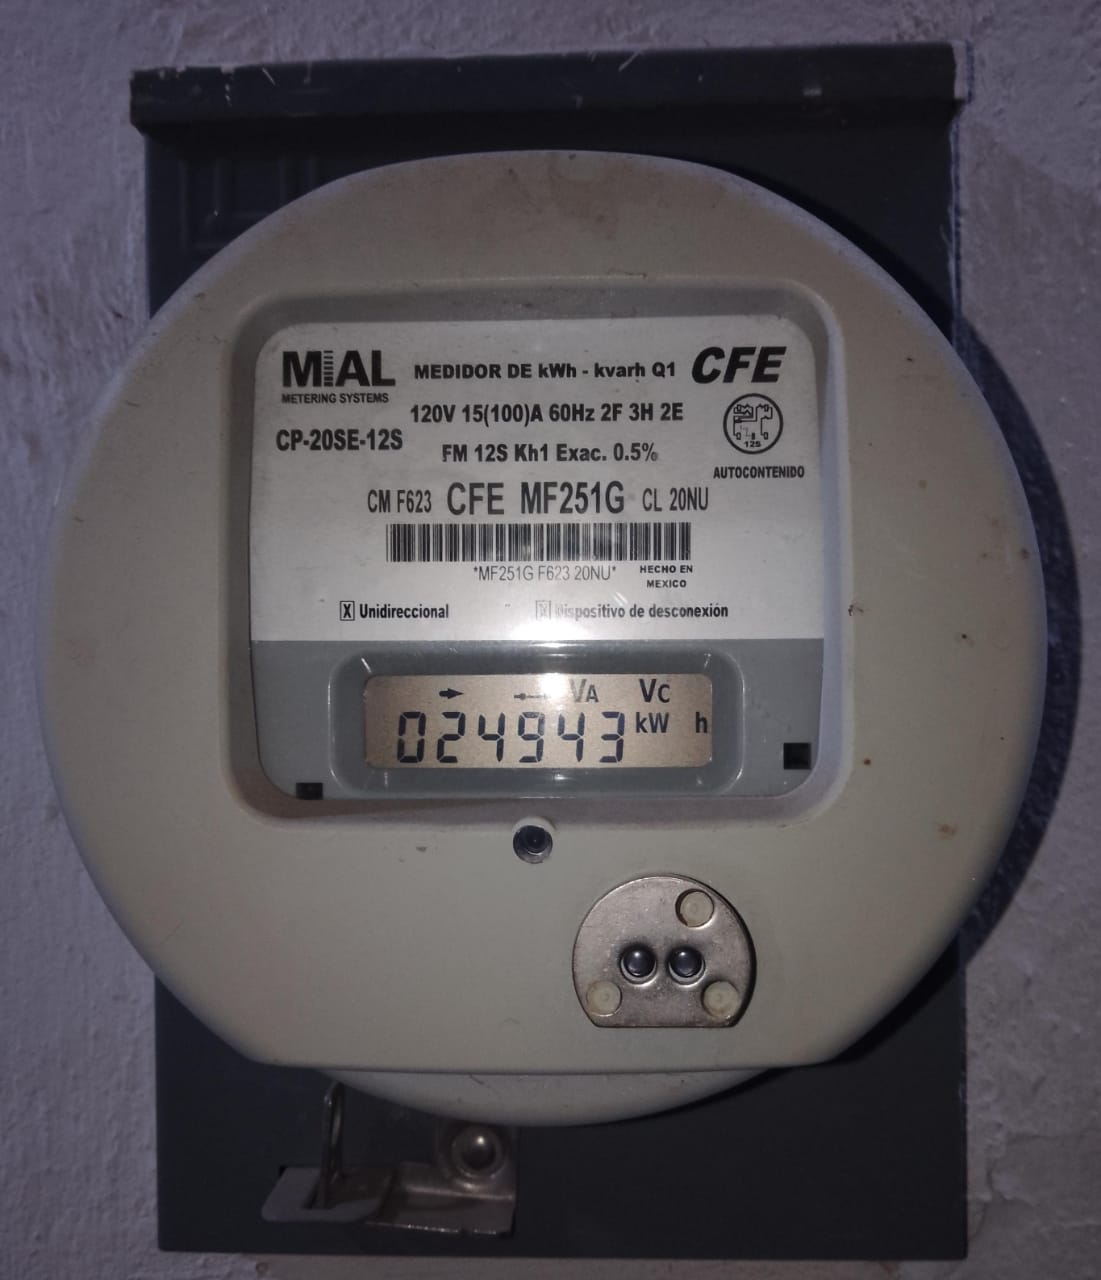 MIAL
METERING SYSTEMS
MEDIDOR DE kWh - kvarh Q1
CFE
120V 15(100)A 60Hz 2F 3H 2E
CP-20SE-12S
FM 12S Kh1 Exac. 0.5%
12S
AUTOCONTENIDO
CM F623 CFE MF251G CL 20NU
*MF251G F623 20NU*
HECHO EN
MEXICO
X Unidireccional
X Dispositivo de desconexión
VA VC
024943 kW h